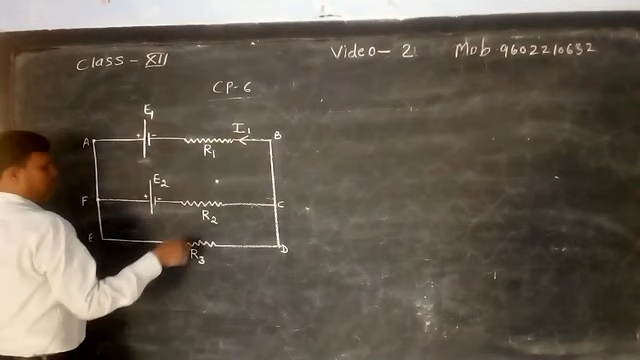 Class - XII Video - 2 Mob. 9602210632
CP-6
E1
A + - I1 B
R1
E2
F + - C
R2
E D
R3